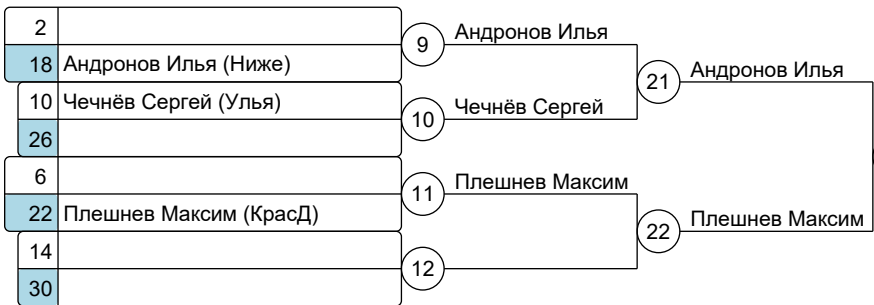 2
18 Андронов Илья (Ниже)
10 Чечнёв Сергей (Улья)
26
6
22 Плешнев Максим (КрасД)
14
30
9 Андронов Илья
10 Чечнёв Сергей
11 Плешнев Максим
12
21 Андронов Илья
22 Плешнев Максим